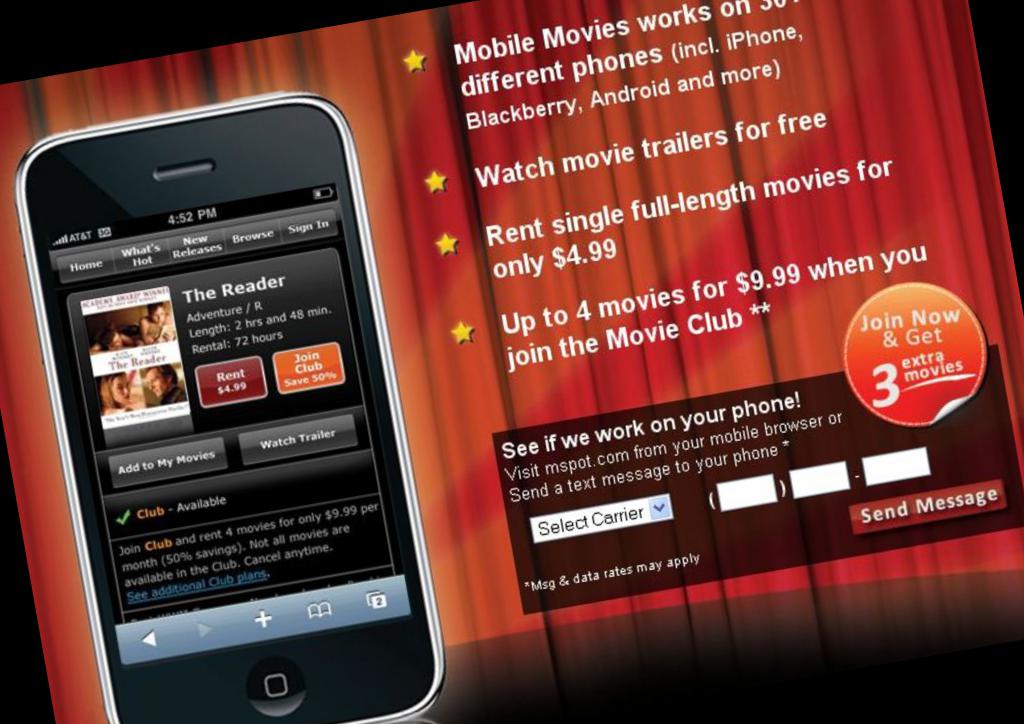 Mobile Movies works on 30+
different phones (incl. iPhone,
Blackberry, Android and more)
Watch movie trailers for free
Rent single full-length movies for
only $4.99
Up to 4 movies for $9.99 when you
join the Movie Club **
Join Now
& Get
3 extra
movies
See if we work on your phone!
Visit mspot.com from your mobile browser or
Send a text message to your phone *
Select Carrier
( ) -
Send Message
*Msg & data rates may apply
AT&T 3G
4:52 PM
Home
What's
Hot
New
Releases
Browse
Sign In
ACADEMY AWARD WINNER
The Reader
The Reader
Adventure / R
Length: 2 hrs and 48 min.
Rental: 72 hours
Rent
$4.99
Join
Club
Save 50%
Add to My Movies
Watch Trailer
Club - Available
Join Club and rent 4 movies for only $9.99 per
month (50% savings). Not all movies are
available in the Club. Cancel anytime.
See additional Club plans.
2